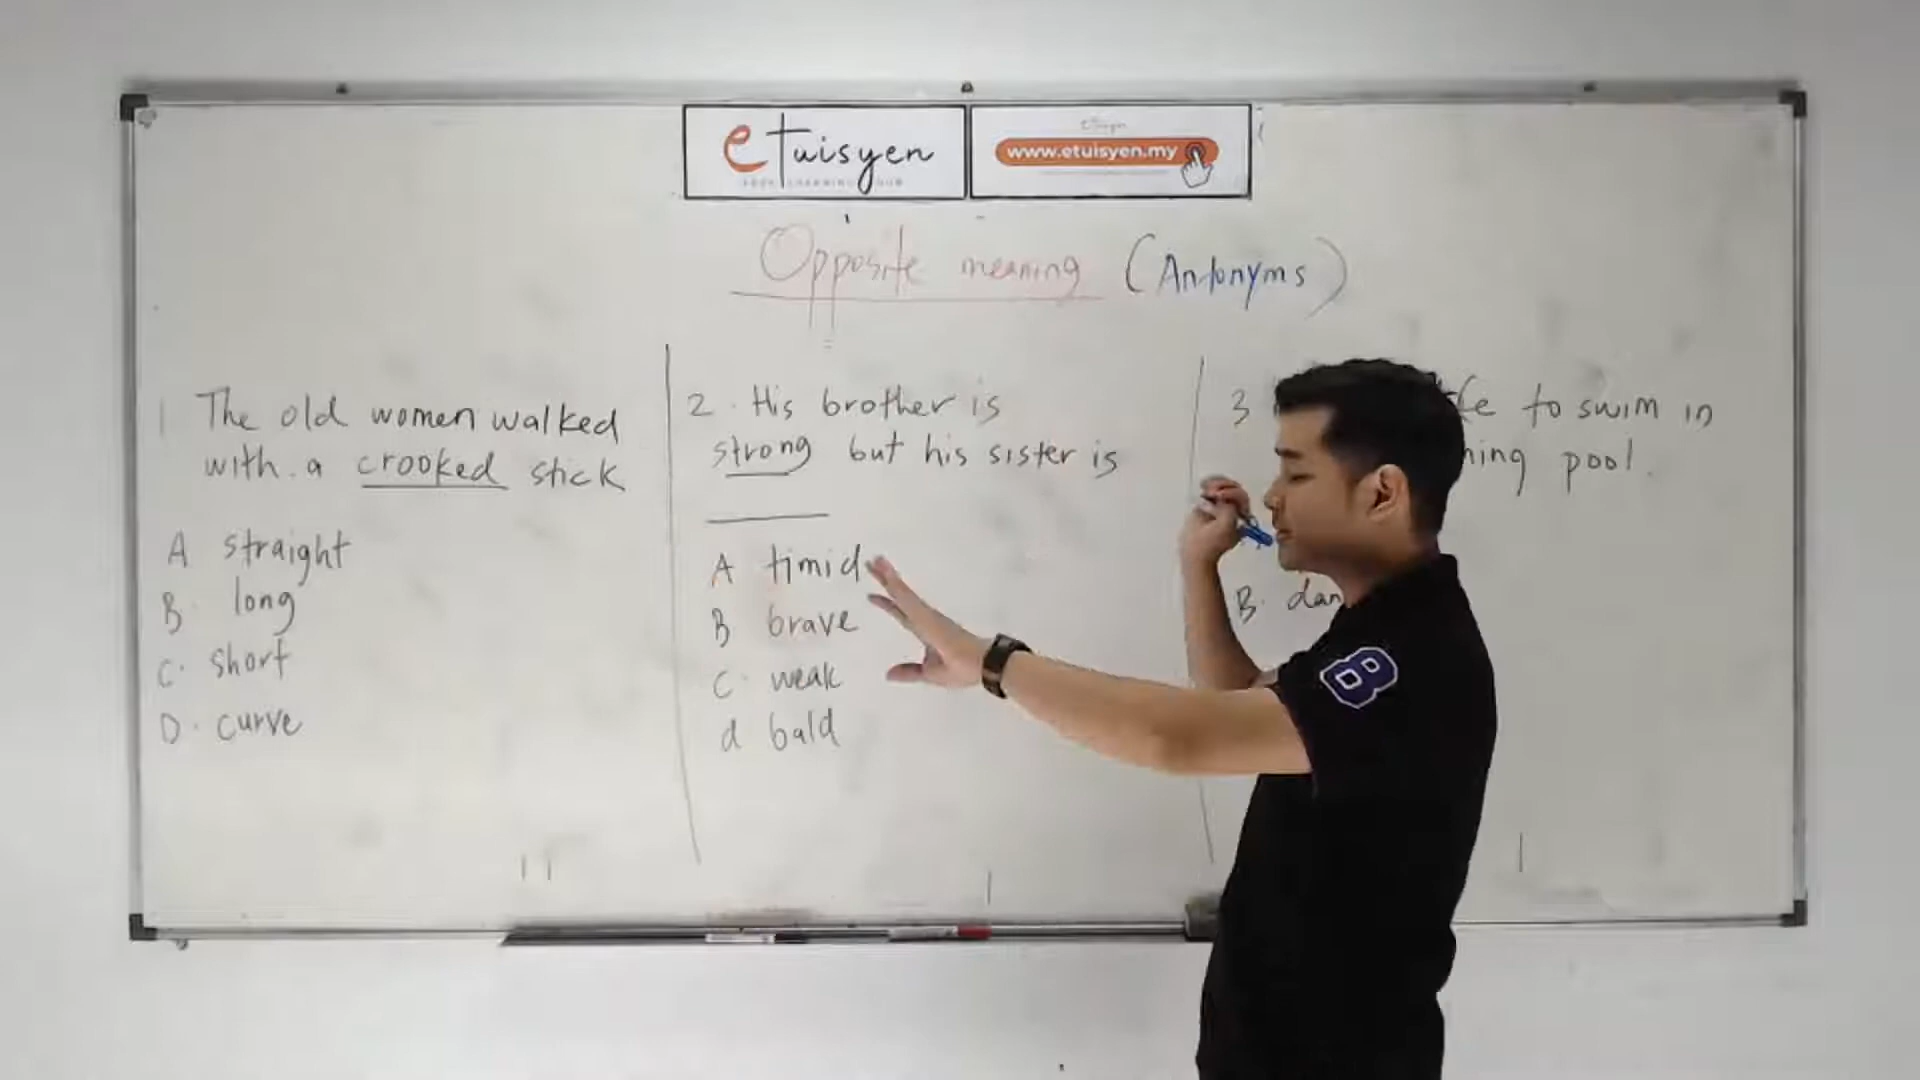 eTuisyen
www.etuisyen.my
Opposite meaning (Antonyms)
1 The old women walked
with a crooked stick
A straight
B. long
C. short
D. curve
2. His brother is
strong but his sister is
A timid
B brave
C. weak
d bald
3 to swim in
pool.
B. dan
B